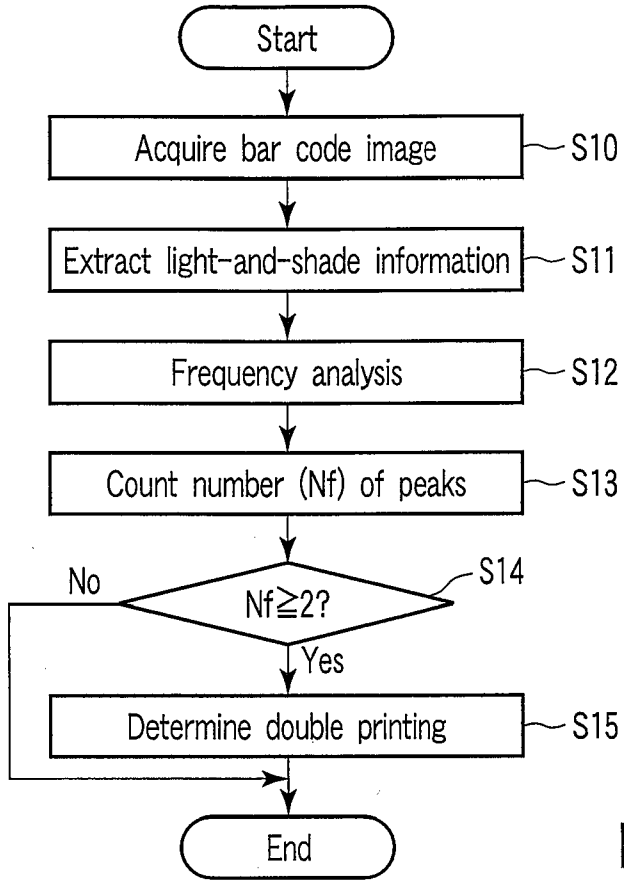 Start
Acquire bar code image
S10
Extract light-and-shade information
S11
Frequency analysis
S12
Count number (Nf) of peaks
S13
Nf≧2?
S14
No
Yes
Determine double printing
S15
End